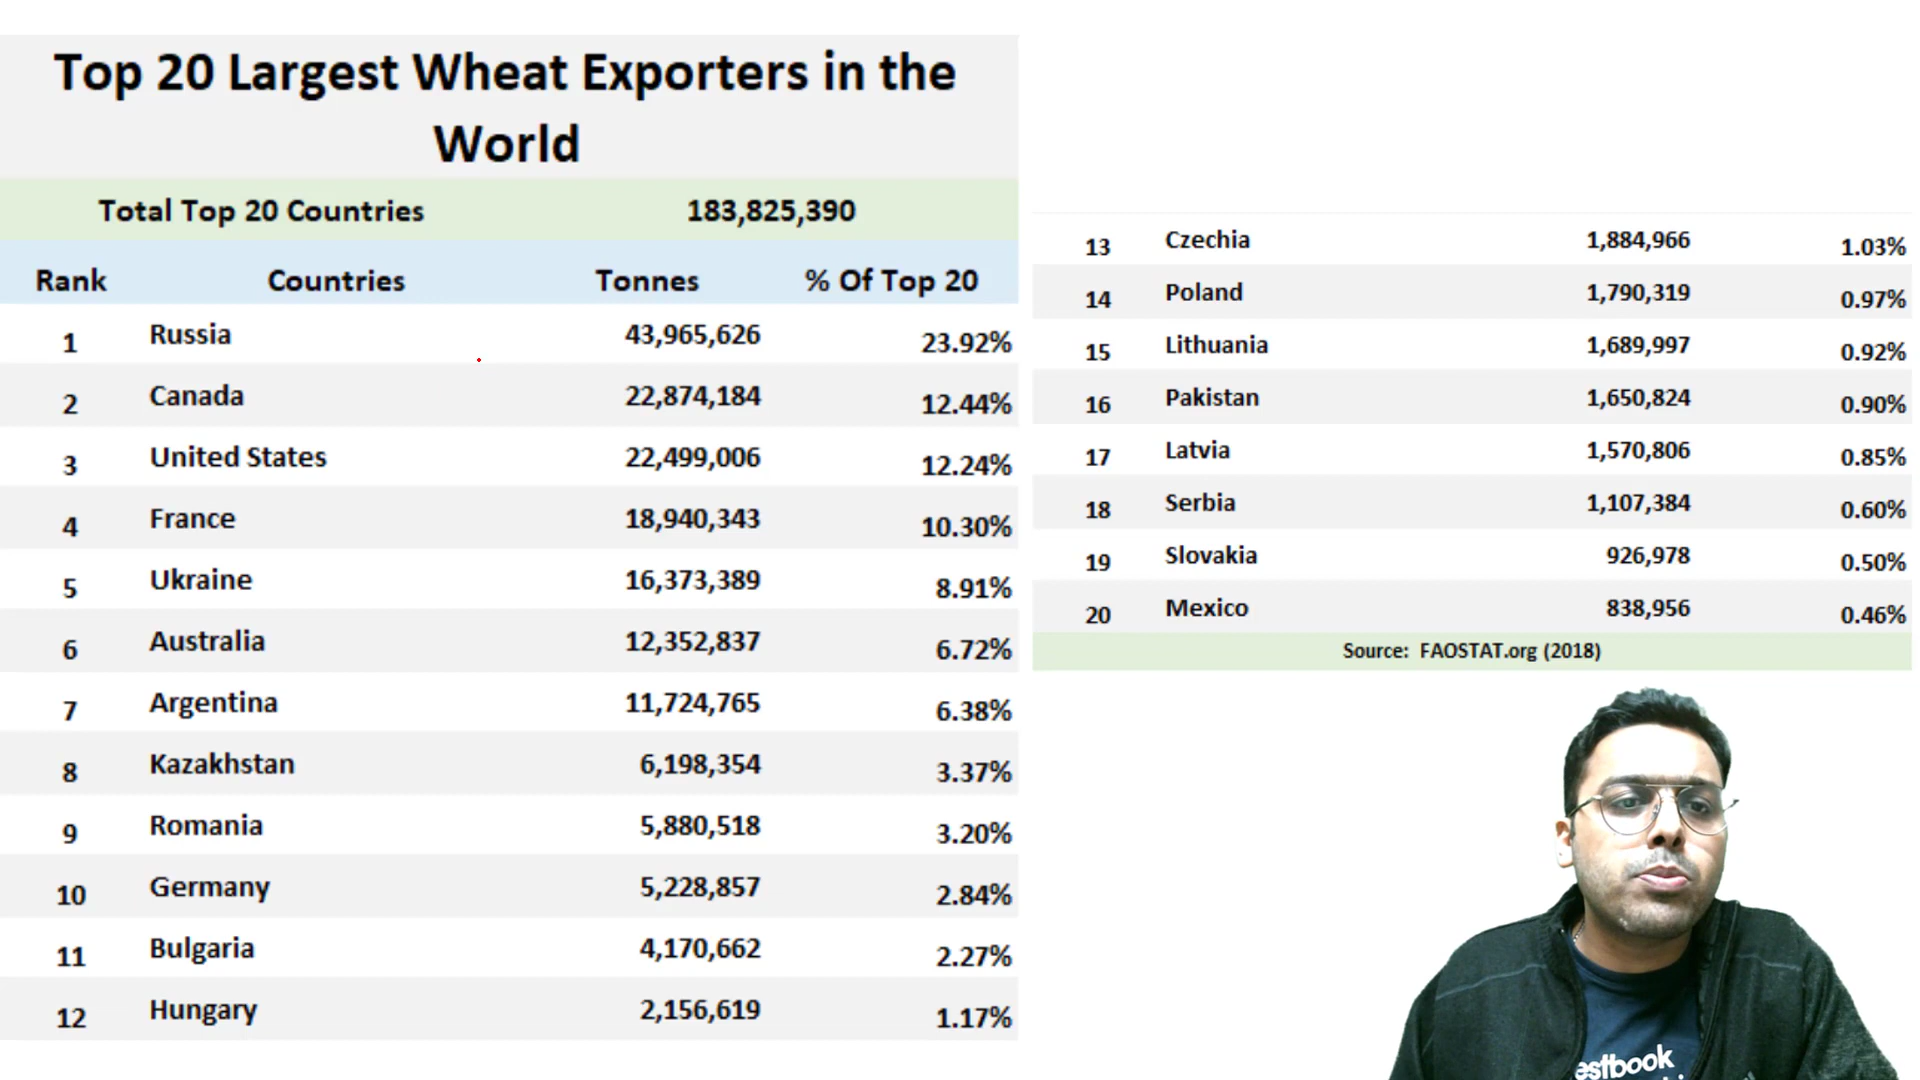 Top 20 Largest Wheat Exporters in the
World
Total Top 20 Countries 183,825,390
Rank Countries Tonnes % Of Top 20
1 Russia 43,965,626 23.92%
2 Canada 22,874,184 12.44%
3 United States 22,499,006 12.24%
4 France 18,940,343 10.30%
5 Ukraine 16,373,389 8.91%
6 Australia 12,352,837 6.72%
7 Argentina 11,724,765 6.38%
8 Kazakhstan 6,198,354 3.37%
9 Romania 5,880,518 3.20%
10 Germany 5,228,857 2.84%
11 Bulgaria 4,170,662 2.27%
12 Hungary 2,156,619 1.17%
13 Czechia 1,884,966 1.03%
14 Poland 1,790,319 0.97%
15 Lithuania 1,689,997 0.92%
16 Pakistan 1,650,824 0.90%
17 Latvia 1,570,806 0.85%
18 Serbia 1,107,384 0.60%
19 Slovakia 926,978 0.50%
20 Mexico 838,956 0.46%
Source: FAOSTAT.org (2018)
estbook